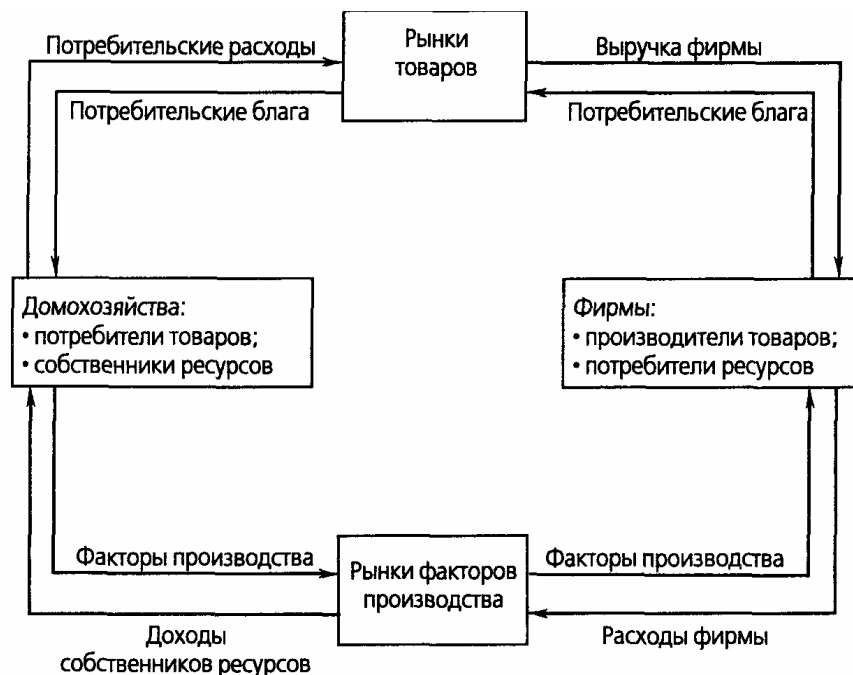 Потребительские расходы
Рынки
товаров
Выручка фирмы
Потребительские блага
Потребительские блага
Домохозяйства:
• потребители товаров;
• собственники ресурсов
Фирмы:
• производители товаров;
• потребители ресурсов
Факторы производства
Рынки факторов
производства
Факторы производства
Доходы
собственников ресурсов
Расходы фирмы